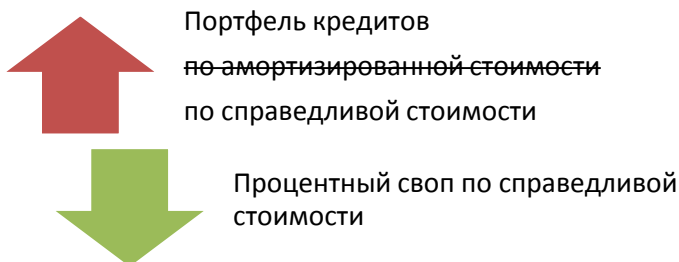 Портфель кредитов
по амортизированной стоимости
по справедливой стоимости
Процентный своп по справедливой
стоимости